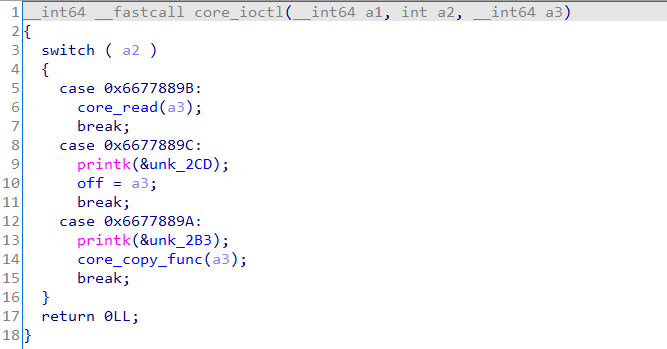 1 __int64 __fastcall core_ioctl(__int64 a1, int a2, __int64 a3)
2 {
3   switch ( a2 )
4   {
5     case 0x6677889B:
6       core_read(a3);
7       break;
8     case 0x6677889C:
9       printk(&unk_2CD);
10       off = a3;
11       break;
12     case 0x6677889A:
13       printk(&unk_2B3);
14       core_copy_func(a3);
15       break;
16   }
17   return 0LL;
18 }